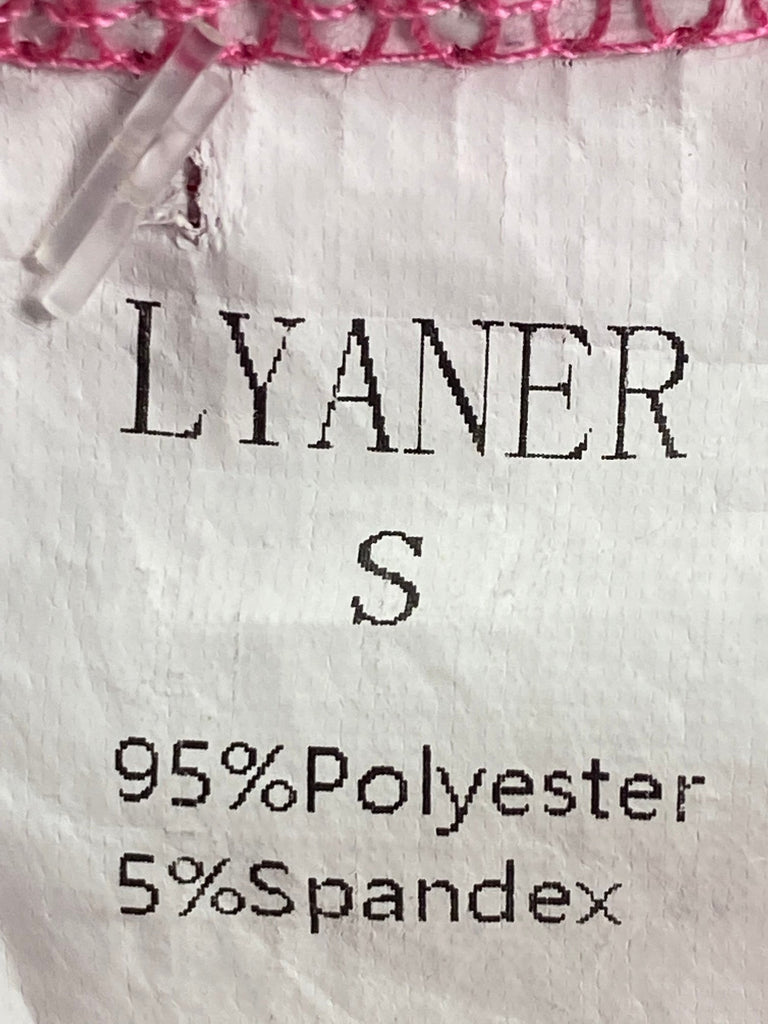 LYANER
S
95%Polyester
5%Spandex